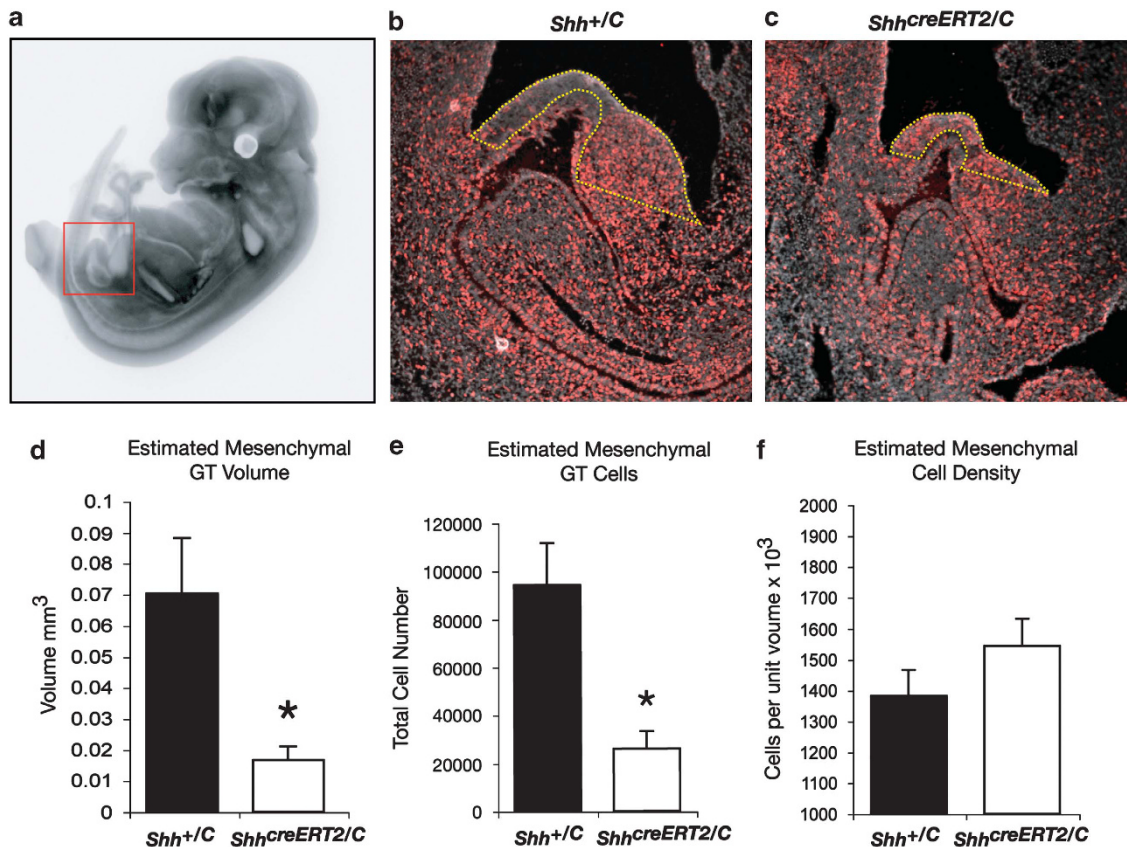 a
b
Shh+/C
c
ShhcreERT2/C
d
Estimated Mesenchymal
GT Volume
0.1
0.09
0.08
0.07
0.06
0.05
0.04
0.03
0.02
0.01
0
Volume mm3
*
Shh+/C
ShhcreERT2/C
e
Estimated Mesenchymal
GT Cells
120000
100000
80000
60000
40000
20000
0
Total Cell Number
*
Shh+/C
ShhcreERT2/C
f
Estimated Mesenchymal
Cell Density
2000
1900
1800
1700
1600
1500
1400
1300
1200
1100
1000
Cells per unit voume x 103
Shh+/C
ShhcreERT2/C